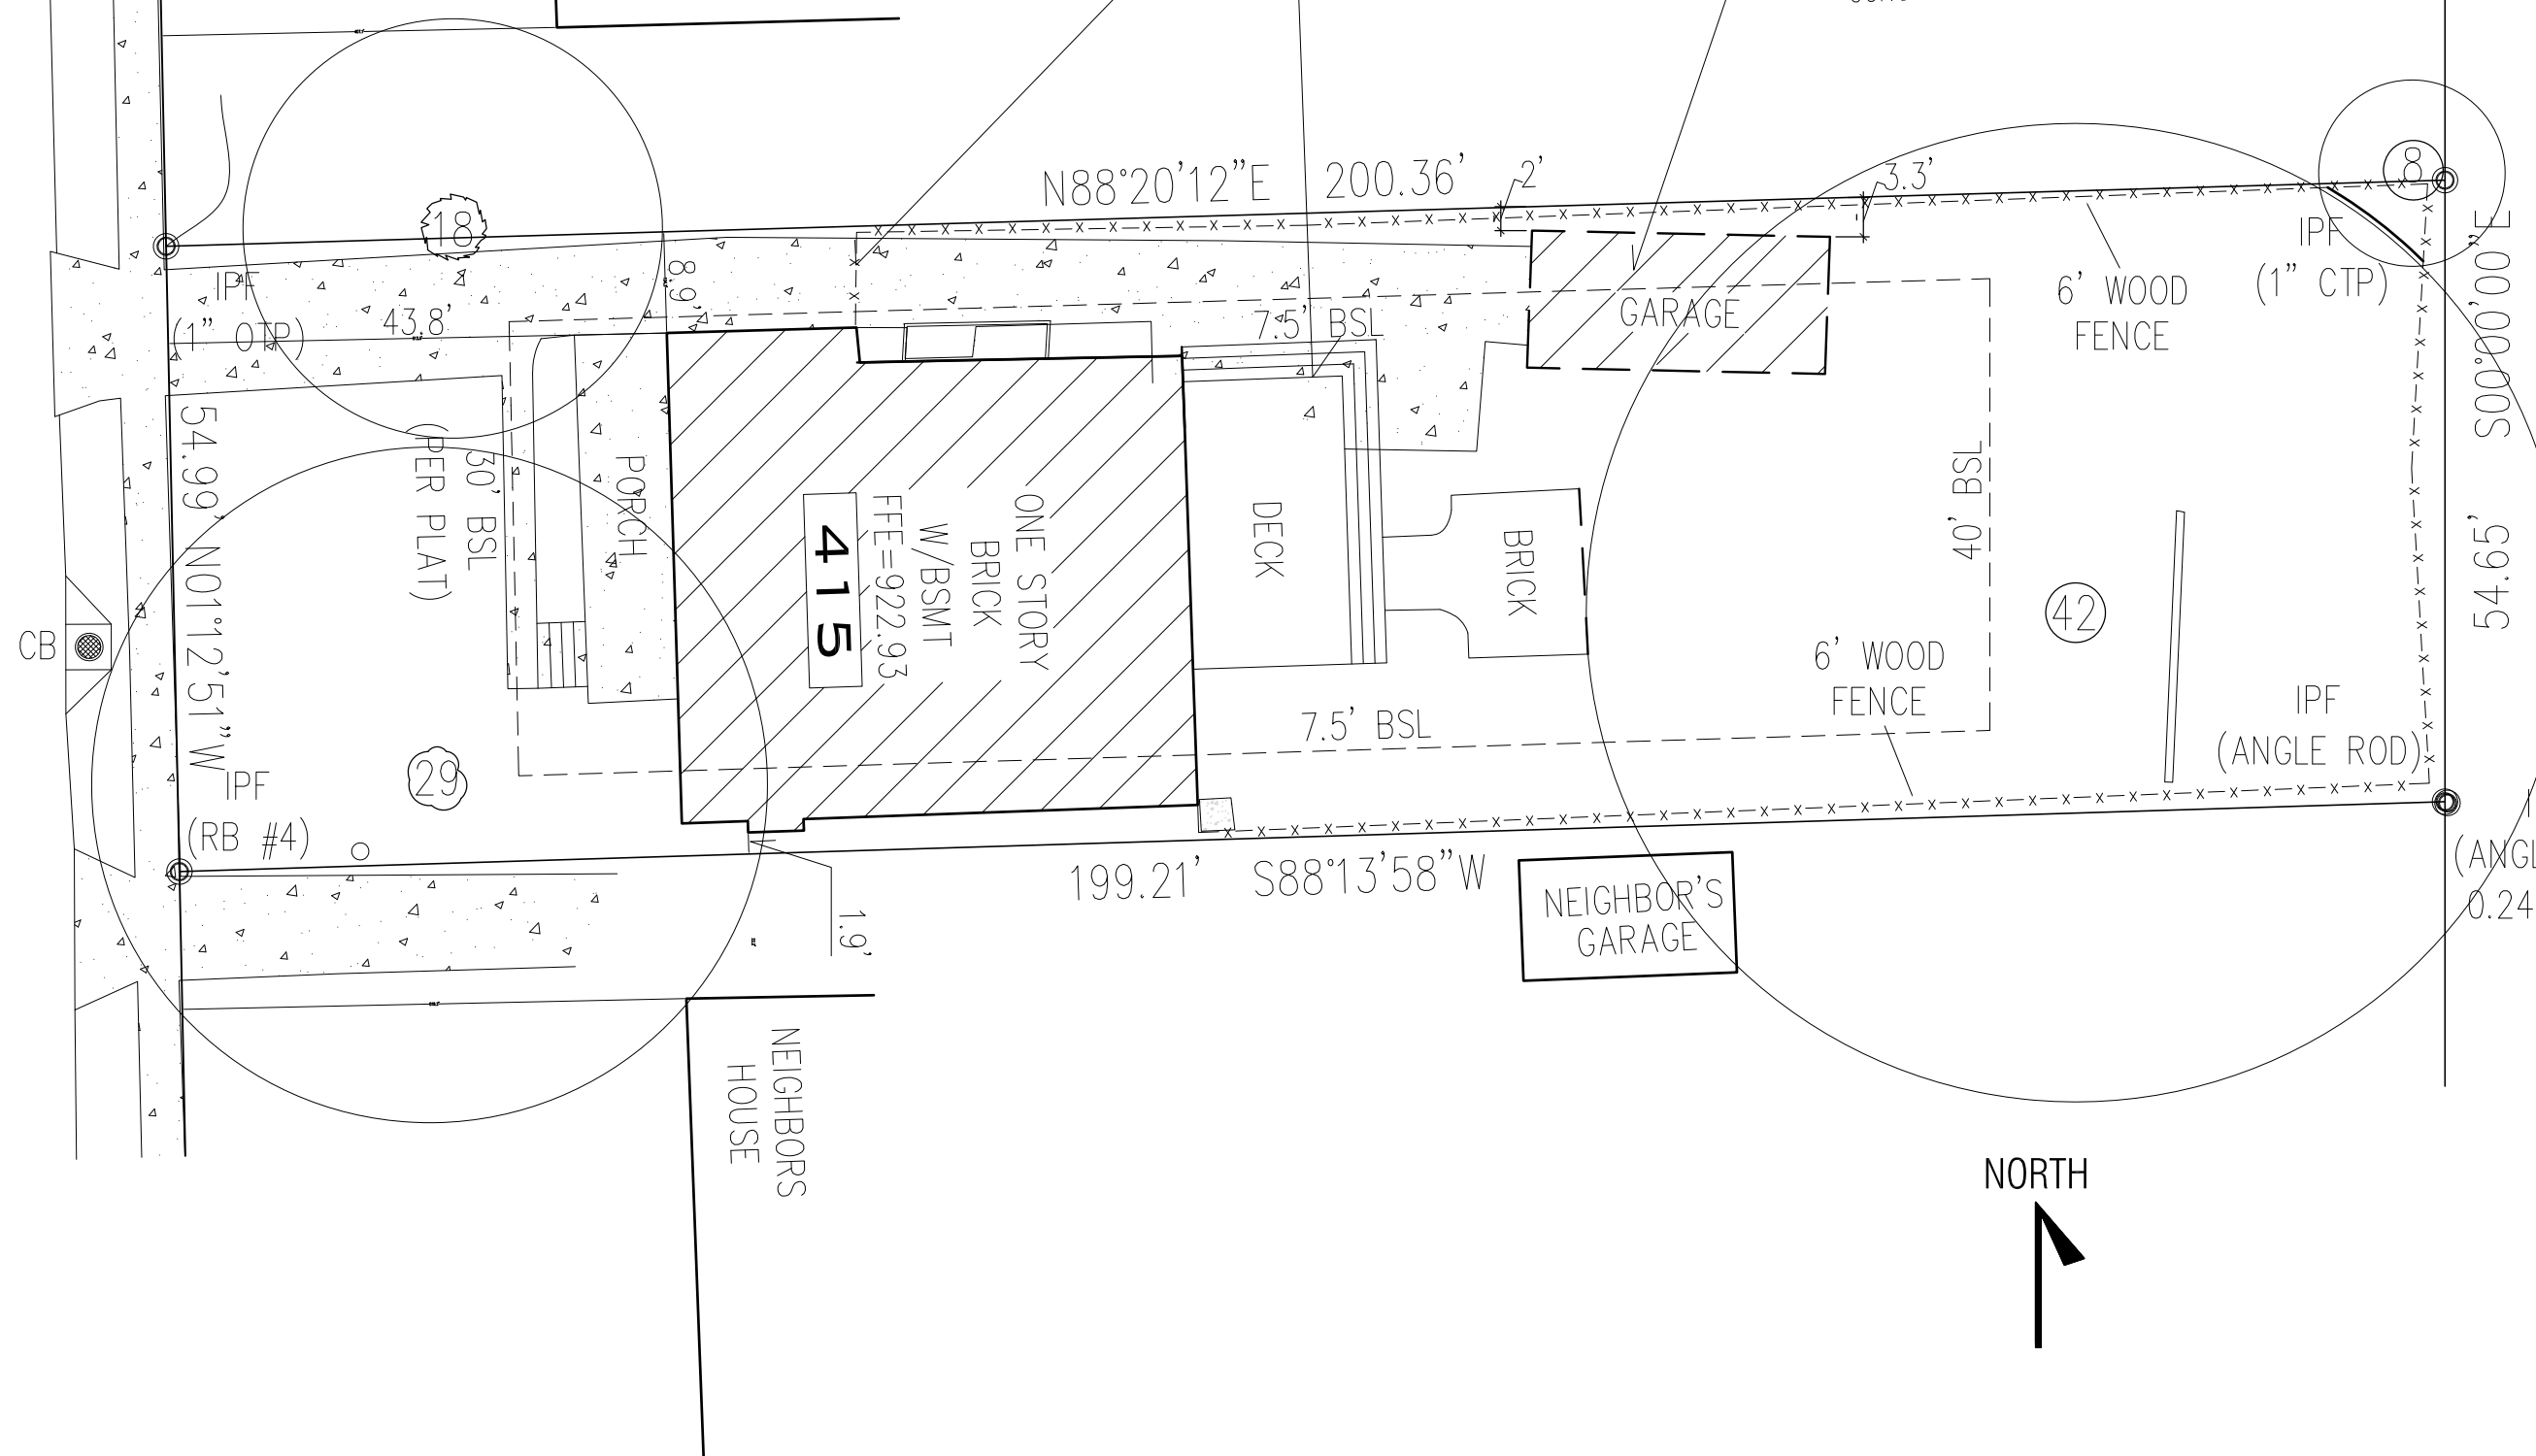 N88°20'12"E 200.36'
2'
3.3'
8
18
IPF
(1" OTP)
43.8'
8.9'
7.5' BSL
GARAGE
6' WOOD
FENCE
IPF
(1" CTP)
S00°00'00"E
54.65'
54.99' N01°12'51"W
30' BSL
(PER PLAT)
PORCH
415
ONE STORY
BRICK
W/BSMT
FFE=922.93
DECK
BRICK
40' BSL
42
CB
6' WOOD
FENCE
IPF
(ANGLE ROD)
7.5' BSL
29
IPF
(RB #4)
199.21' S88°13'58"W
1.9'
NEIGHBOR'S
GARAGE
0.24
NEIGHBORS
HOUSE
NORTH